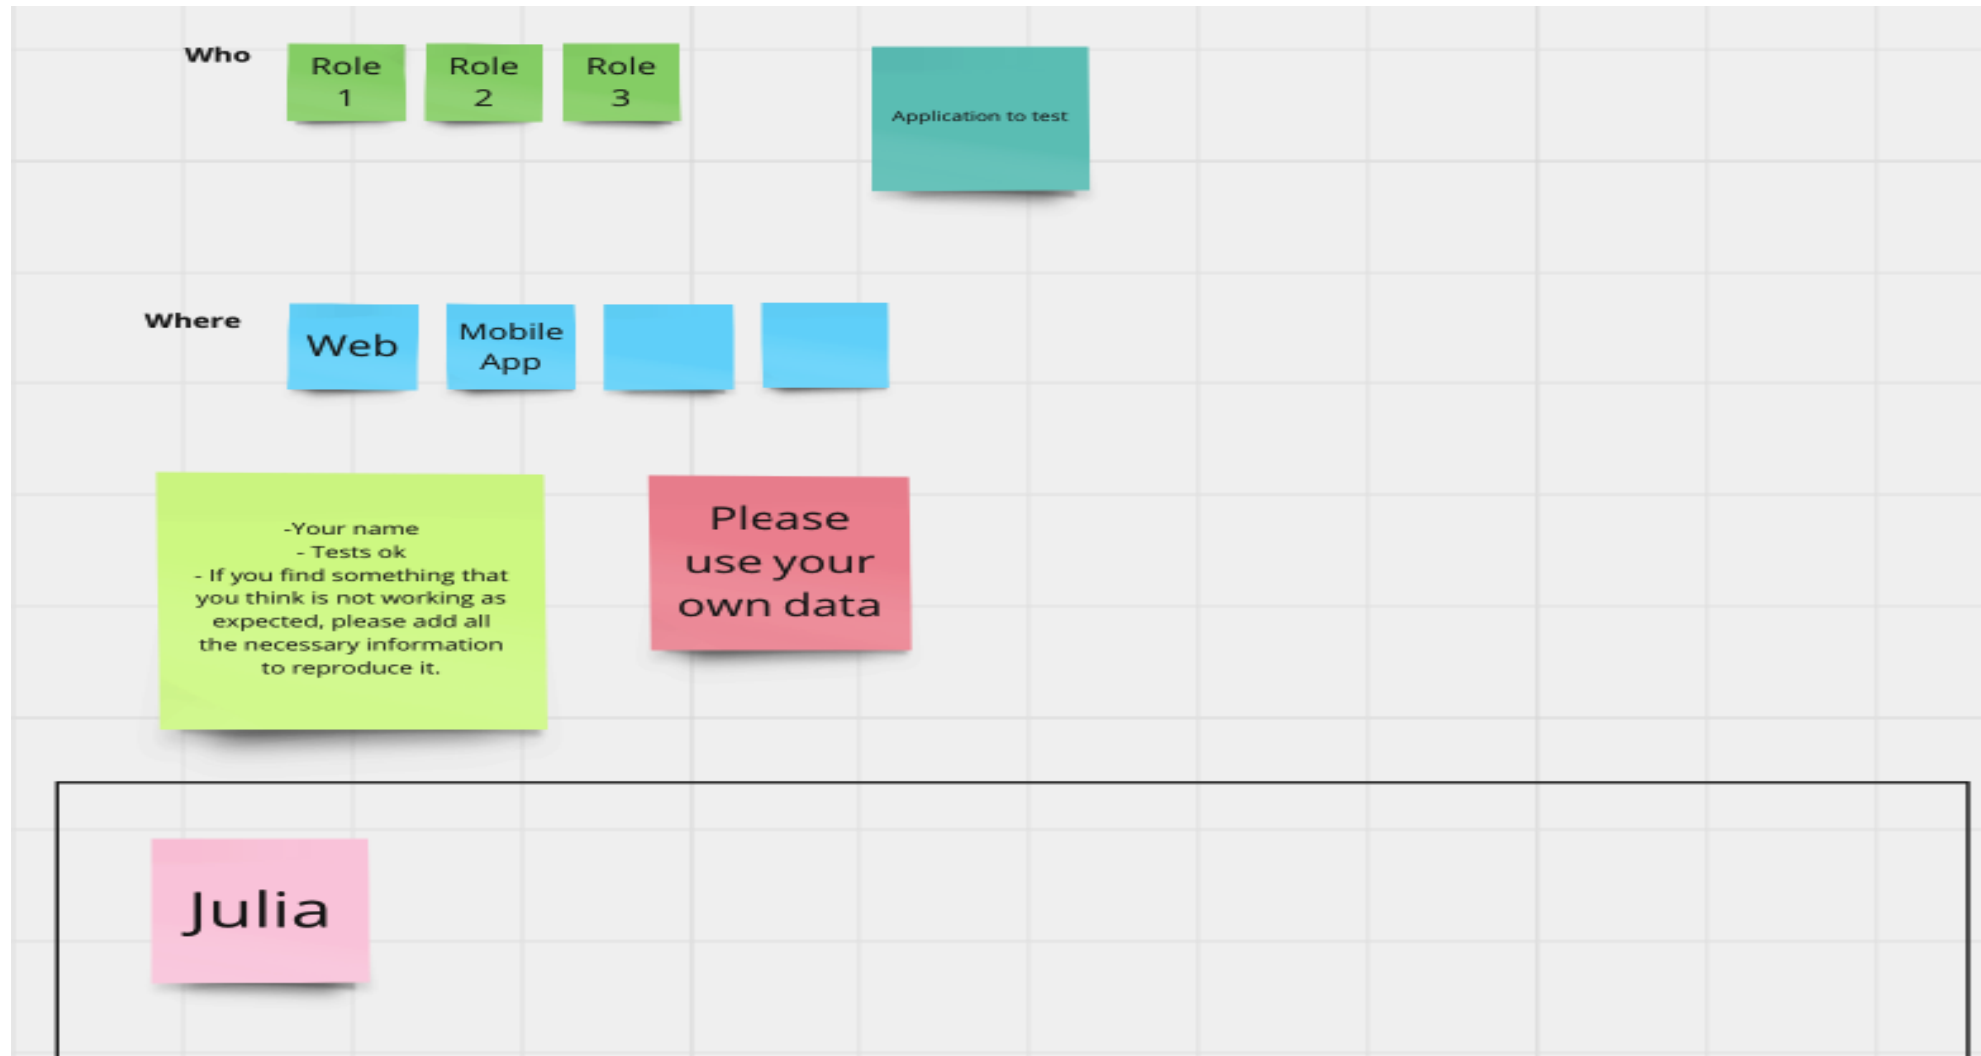 Who
Role
1
Role
2
Role
3
Application to test
Where
Web
Mobile
App
-Your name
- Tests ok
- If you find something that
you think is not working as
expected, please add all
the necessary information
to reproduce it.
Please
use your
own data
Julia